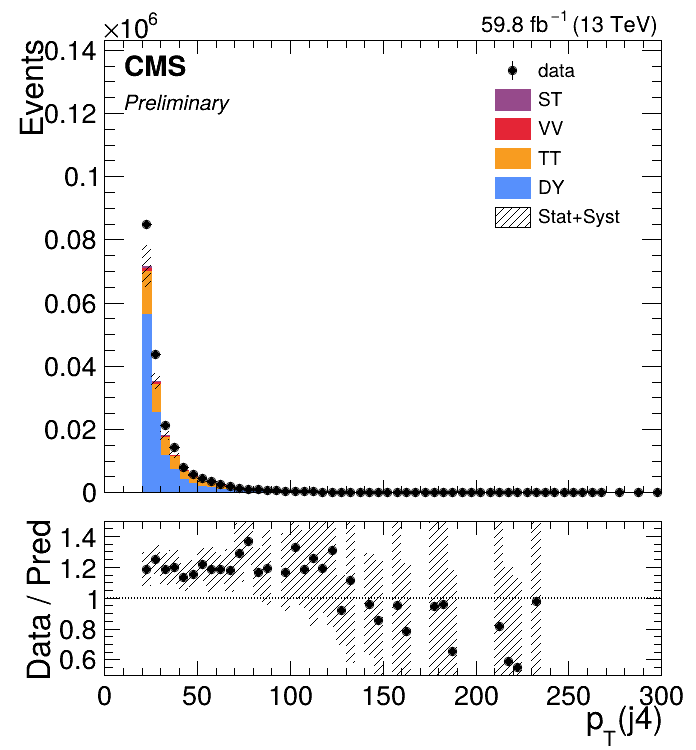 ×10⁶
59.8 fb⁻¹ (13 TeV)
Events
0.14
0.12
0.1
0.08
0.06
0.04
0.02
0
CMS
Preliminary
data
ST
VV
TT
DY
Stat+Syst
Data / Pred
1.4
1.2
1
0.8
0.6
0 50 100 150 200 250 300
p_T(j4)